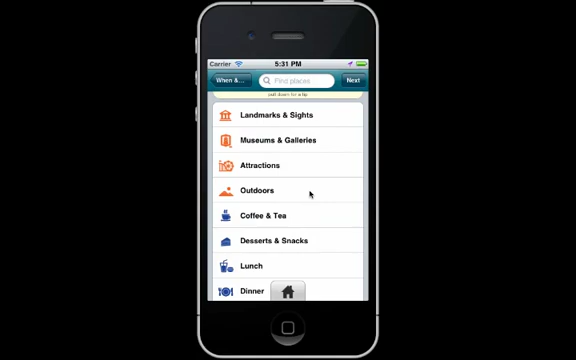 Carrier 5:31 PM
When &... Find places Next
pull down for a tip
Landmarks & Sights
Museums & Galleries
Attractions
Outdoors
Coffee & Tea
Desserts & Snacks
Lunch
Dinner